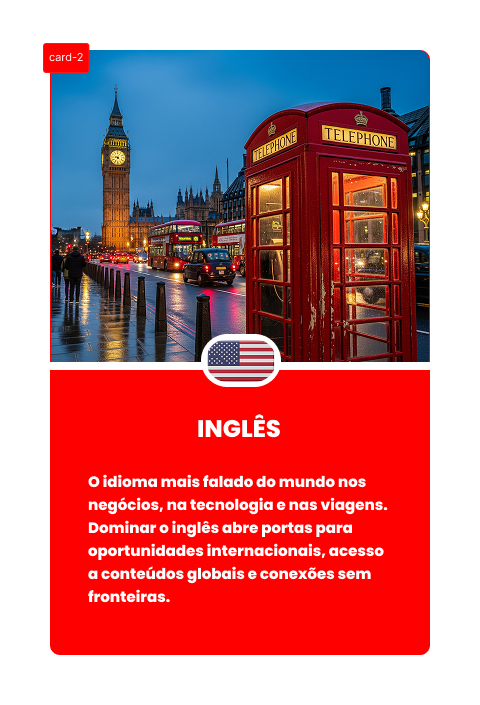 card-2
TELEPHONE
TELEPHONE
INGLÊS
O idioma mais falado do mundo nos
negócios, na tecnologia e nas viagens.
Dominar o inglês abre portas para
oportunidades internacionais, acesso
a conteúdos globais e conexões sem
fronteiras.